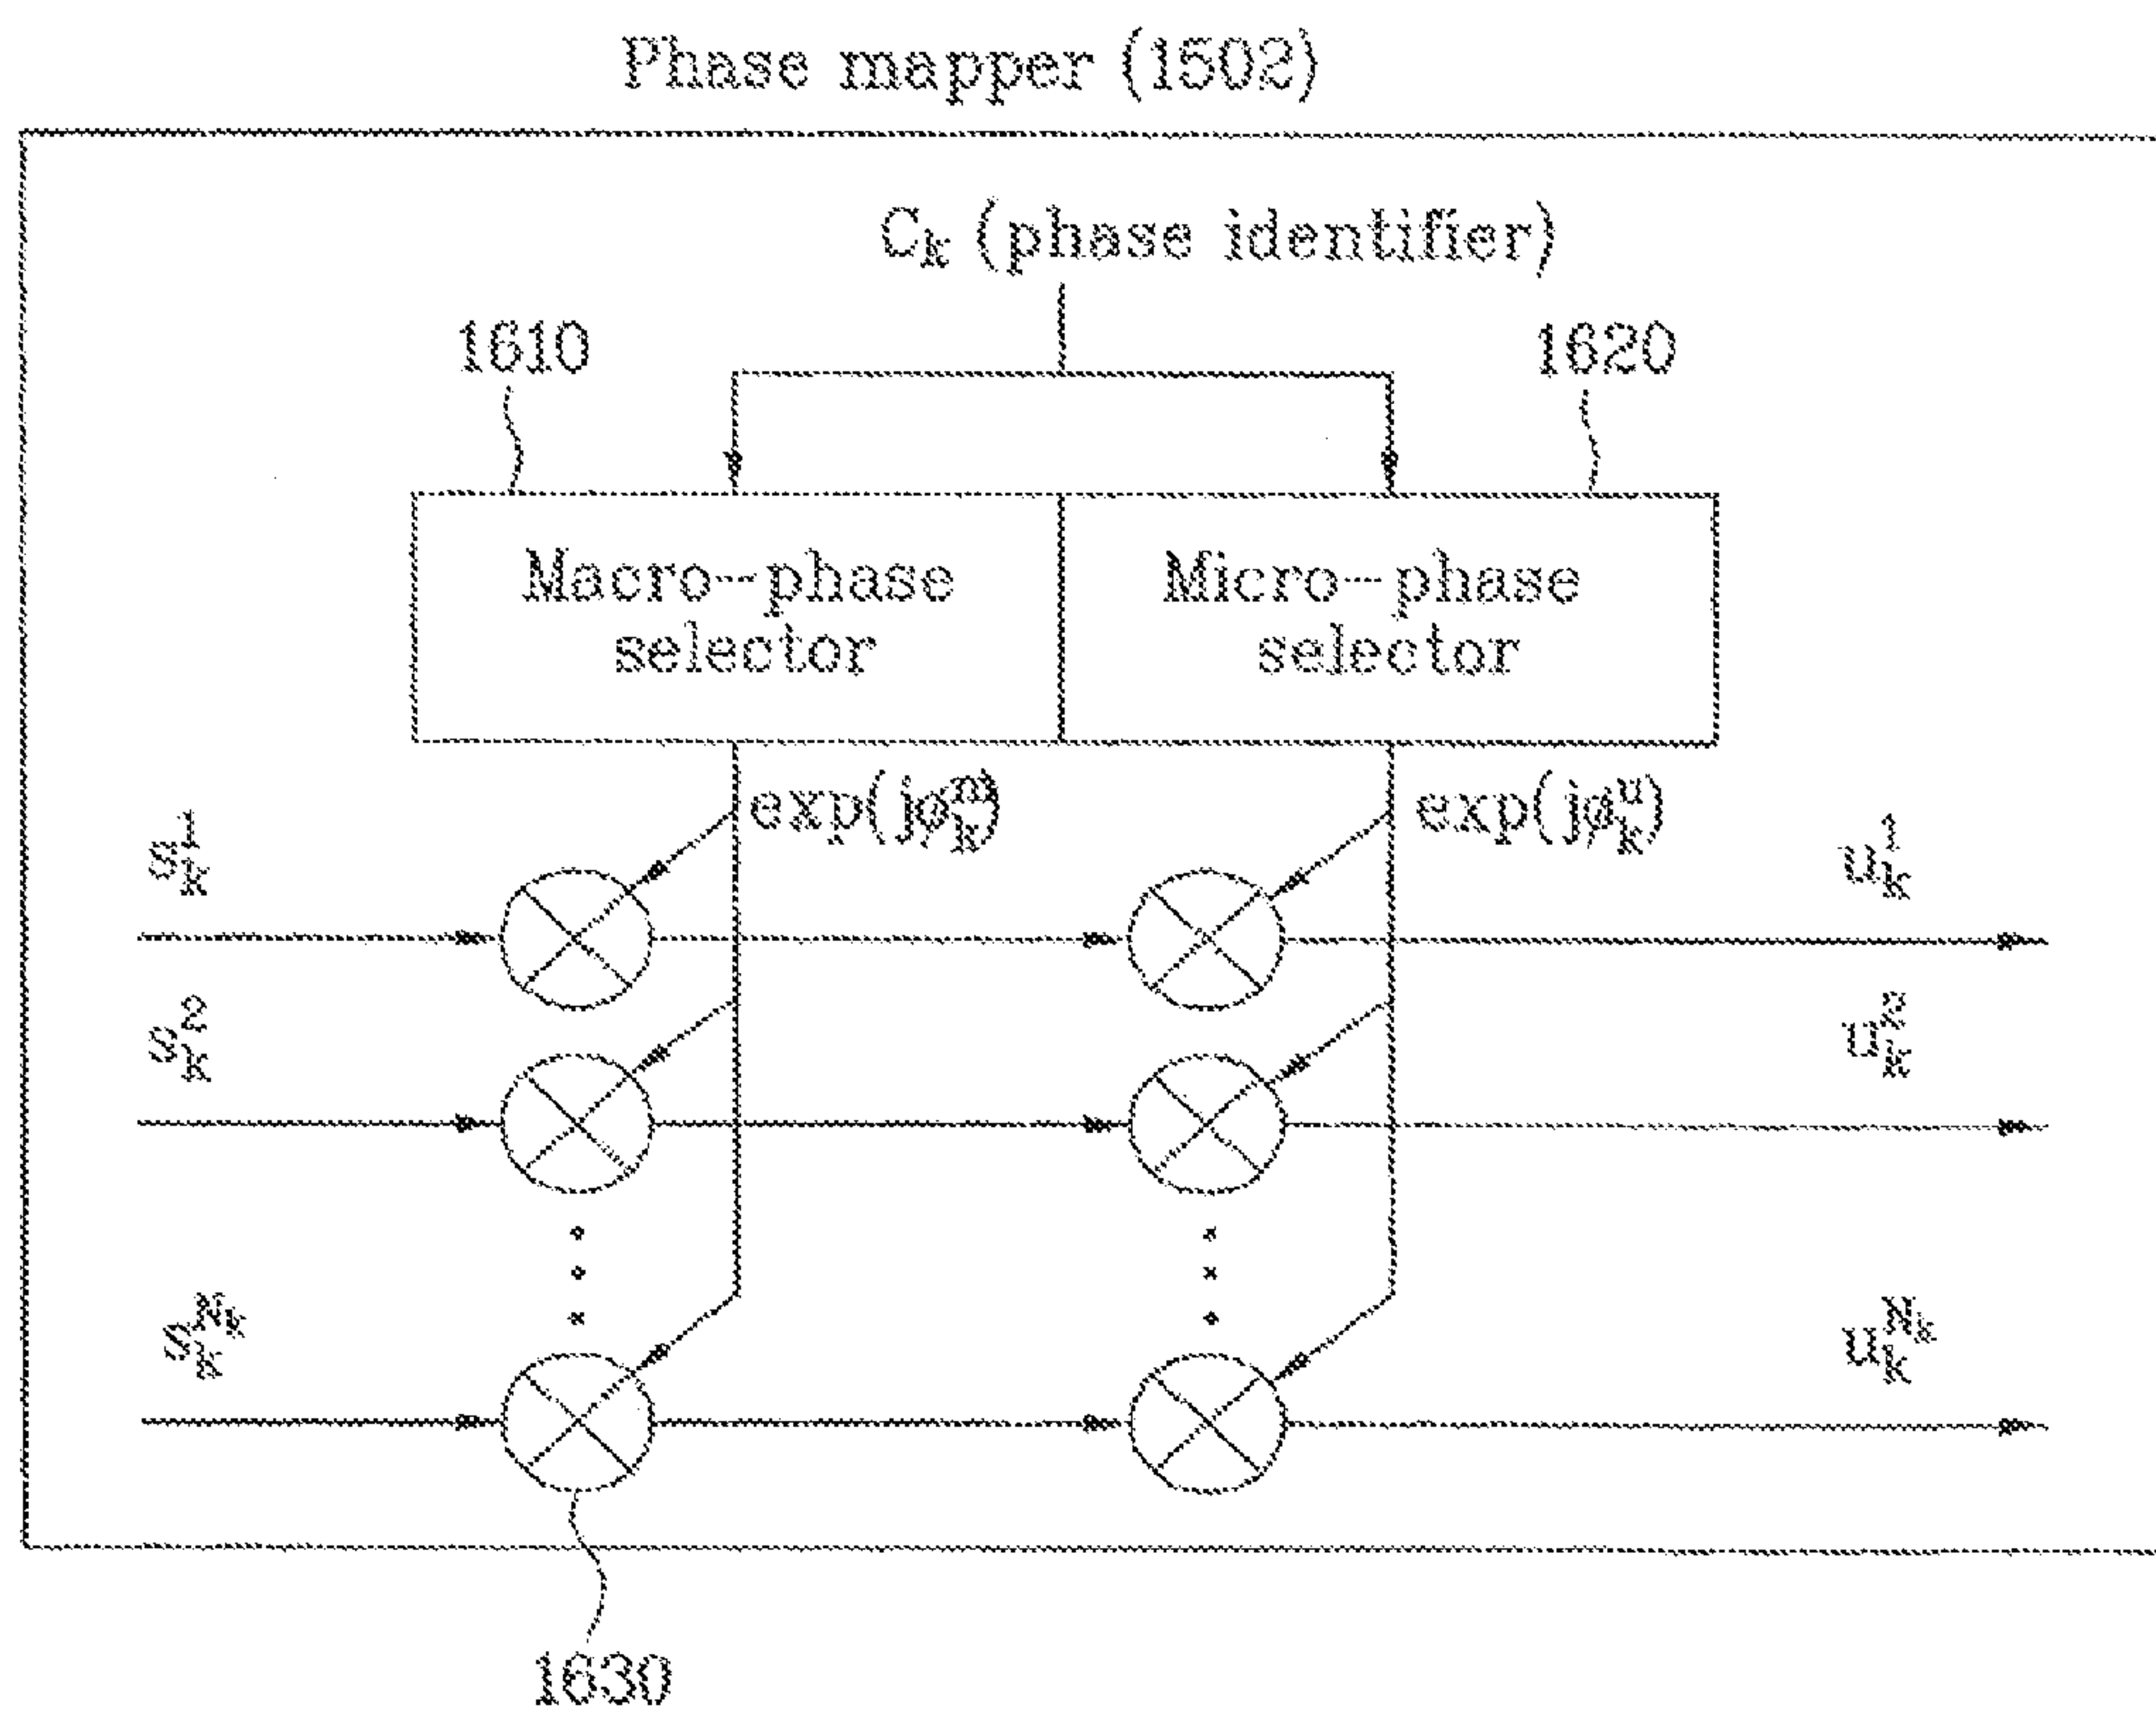 Phase mapper (1502)
C_k (phase identifier)
1610
1620
Macro-phase
selector
Micro-phase
selector
exp(jφ_k^m)
exp(jφ_k^u)
s_k^1
u_k^1
s_k^2
u_k^2
s_k^{N_k}
u_k^{N_k}
1630